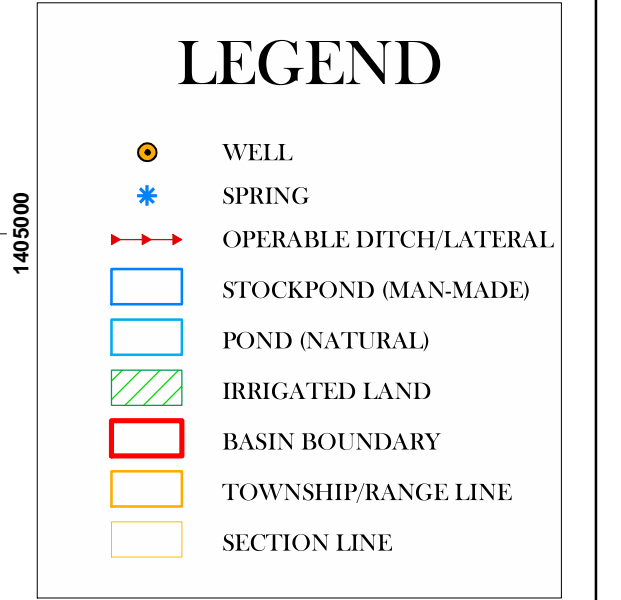 LEGEND
WELL
SPRING
1405000
OPERABLE DITCH/LATERAL
STOCKPOND (MAN-MADE)
POND (NATURAL)
IRRIGATED LAND
BASIN BOUNDARY
TOWNSHIP/RANGE LINE
SECTION LINE